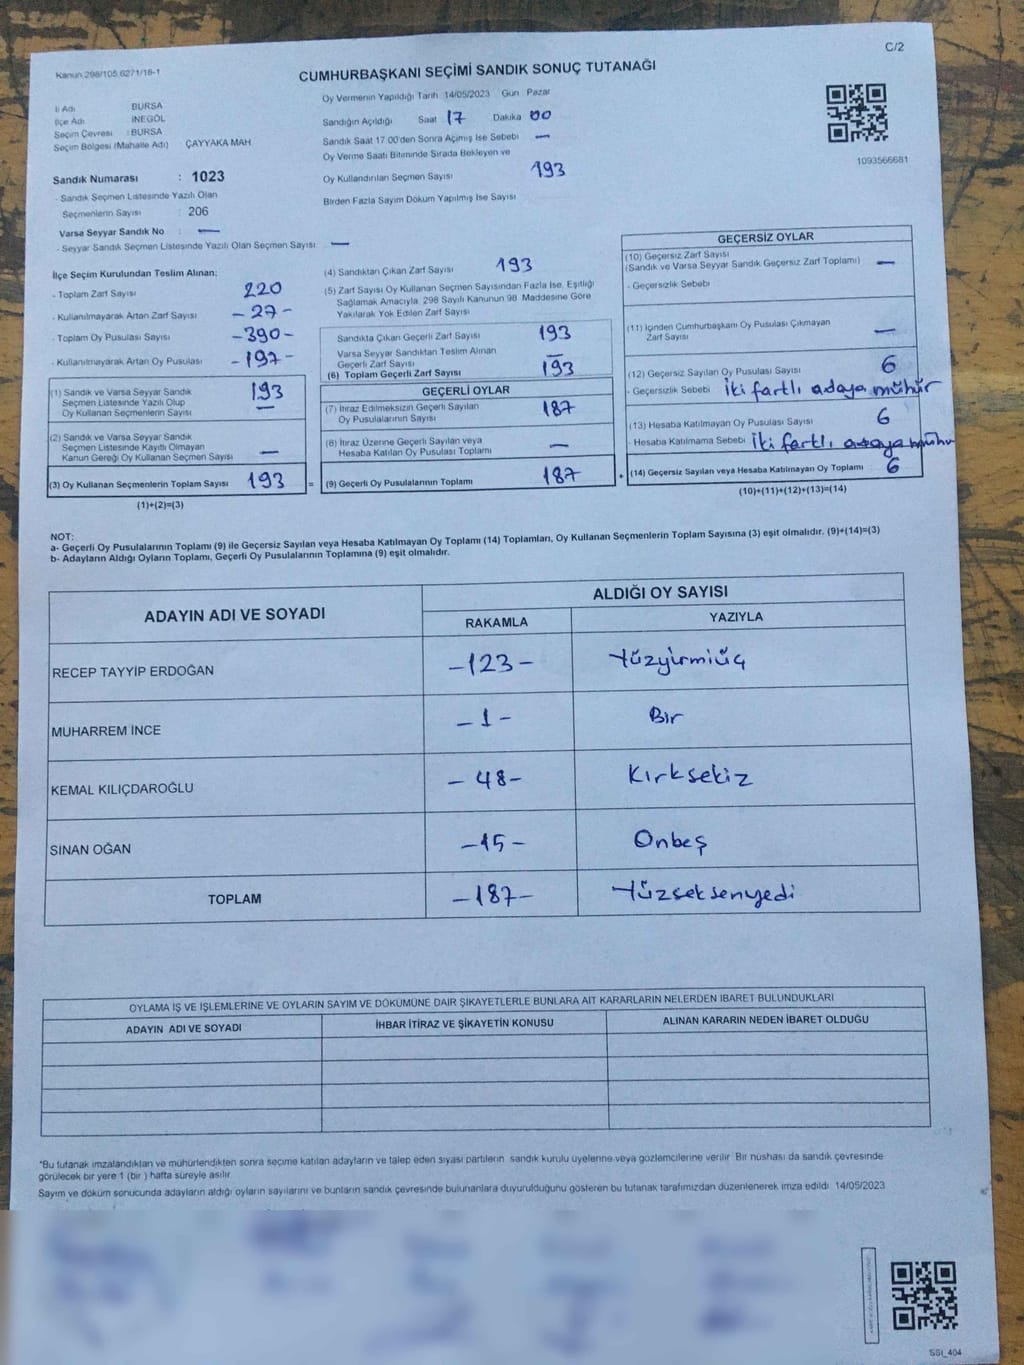 Kanun 298/105 6271/18-1
C/2
CUMHURBAŞKANI SEÇİMİ SANDIK SONUÇ TUTANAĞI
İl Adı BURSA
İlçe Adı İNEGÖL
Seçim Çevresi : BURSA
Seçim Bölgesi (Mahalle Adı) ÇAYYAKA MAH
Sandık Numarası : 1023
- Sandık Seçmen Listesinde Yazılı Olan
Seçmenlerin Sayısı : 206
Varsa Seyyar Sandık No —
- Seyyar Sandık Seçmen Listesinde Yazılı Olan Seçmen Sayısı: —
Oy Vermenin Yapıldığı Tarih 14/05/2023 Gün Pazar
Sandığın Açıldığı Saat 17 Dakika 00
Sandık Saat 17 00'den Sonra Açımış İse Sebebi —
Oy Verme Saati Bitiminde Sırada Bekleyen ve
Oy Kullandırılan Seçmen Sayısı 193
Birden Fazla Sayım Döküm Yapılmış İse Sayısı
1093566681
İlçe Seçim Kurulundan Teslim Alınan:
- Toplam Zarf Sayısı 220
- Kullanılmayarak Artan Zarf Sayısı - 27 -
- Toplam Oy Pusulası Sayısı - 390 -
- Kullanılmayarak Artan Oy Pusulası - 197 -
(1) Sandık ve Varsa Seyyar Sandık
Seçmen Listesinde Yazılı Olup
Oy Kullanan Seçmenlerin Sayısı 193
—
(2) Sandık ve Varsa Seyyar Sandık
Seçmen Listesinde Kayıtlı Olmayan
Kanun Gereği Oy Kullanan Seçmen Sayısı —
(3) Oy Kullanan Seçmenlerin Toplam Sayısı 193 =
(1)+(2)=(3)
(4) Sandıktan Çıkan Zarf Sayısı 193
(5) Zarf Sayısı Oy Kullanan Seçmen Sayısından Fazla İse, Eşitliği
Sağlamak Amacıyla, 298 Sayılı Kanunun 98. Maddesine Göre
Yakılarak Yok Edilen Zarf Sayısı
Sandıkta Çıkan Geçerli Zarf Sayısı 193
Varsa Seyyar Sandıktan Teslim Alınan
Geçerli Zarf Sayısı —
(6) Toplam Geçerli Zarf Sayısı 193
GEÇERLİ OYLAR
(7) İtiraz Edilmeksizin Geçerli Sayılan
Oy Pusulalarının Sayısı 187
(8) İtiraz Üzerine Geçerli Sayılan veya
Hesaba Katılan Oy Pusulası Toplamı —
(9) Geçerli Oy Pusulalarının Toplamı 187 +
GEÇERSİZ OYLAR
(10) Geçersiz Zarf Sayısı
(Sandık ve Varsa Seyyar Sandık Geçersiz Zarf Toplamı) —
- Geçersizlik Sebebi
(11) İçinden Cumhurbaşkanı Oy Pusulası Çıkmayan
Zarf Sayısı —
(12) Geçersiz Sayılan Oy Pusulası Sayısı 6
- Geçersizlik Sebebi İki fartlı adaya mühür
(13) Hesaba Katılmayan Oy Pusulası Sayısı 6
- Hesaba Katılmama Sebebi İki fartlı adaya mühü
(14) Geçersiz Sayılan veya Hesaba Katılmayan Oy Toplamı 6
(10)+(11)+(12)+(13)=(14)
NOT:
a- Geçerli Oy Pusulalarının Toplamı (9) ile Geçersiz Sayılan veya Hesaba Katılmayan Oy Toplamı (14) Toplamları, Oy Kullanan Seçmenlerin Toplam Sayısına (3) eşit olmalıdır. (9)+(14)=(3)
b- Adayların Aldığı Oyların Toplamı, Geçerli Oy Pusulalarının Toplamına (9) eşit olmalıdır.
ADAYIN ADI VE SOYADI
ALDIĞI OY SAYISI
RAKAMLA YAZIYLA
RECEP TAYYİP ERDOĞAN - 123 - Yüzyirmiüç
MUHARREM İNCE - 1 - Bir
KEMAL KILIÇDAROĞLU - 48 - Kırksekiz
SİNAN OĞAN - 15 - Onbeş
TOPLAM - 187 - Yüzseksenyedi
OYLAMA İŞ VE İŞLEMLERİNE VE OYLARIN SAYIM VE DÖKÜMÜNE DAİR ŞİKAYETLERLE BUNLARA AİT KARARLARIN NELERDEN İBARET BULUNDUKLARI
ADAYIN ADI VE SOYADI İHBAR İTİRAZ VE ŞİKAYETİN KONUSU ALINAN KARARIN NEDEN İBARET OLDUĞU
*Bu tutanak imzalandıktan ve mühürlendikten sonra seçime katılan adayların ve talep eden siyasi partilerin sandık kurulu üyelerine veya gözlemcilerine verilir. Bir nüshası da sandık çevresinde
görülecek bir yere 1 (bir ) hafta süreyle asılır.
Sayım ve döküm sonucunda adayların aldığı oyların sayılarını ve bunların sandık çevresinde bulunanlara duyurulduğunu gösteren bu tutanak tarafımızdan düzenlenerek imza edildi. 14/05/2023
SSI_404